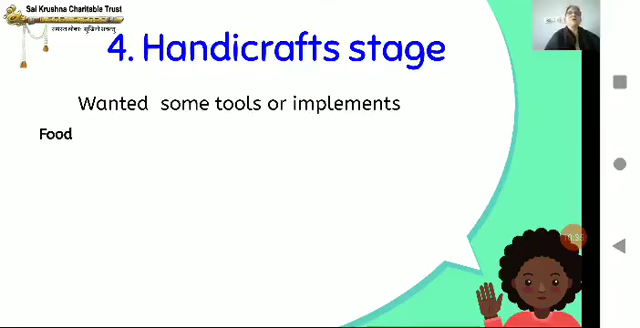 Sai Krushna Charitable Trust
4. Handicrafts stage
Wanted some tools or implements
Food